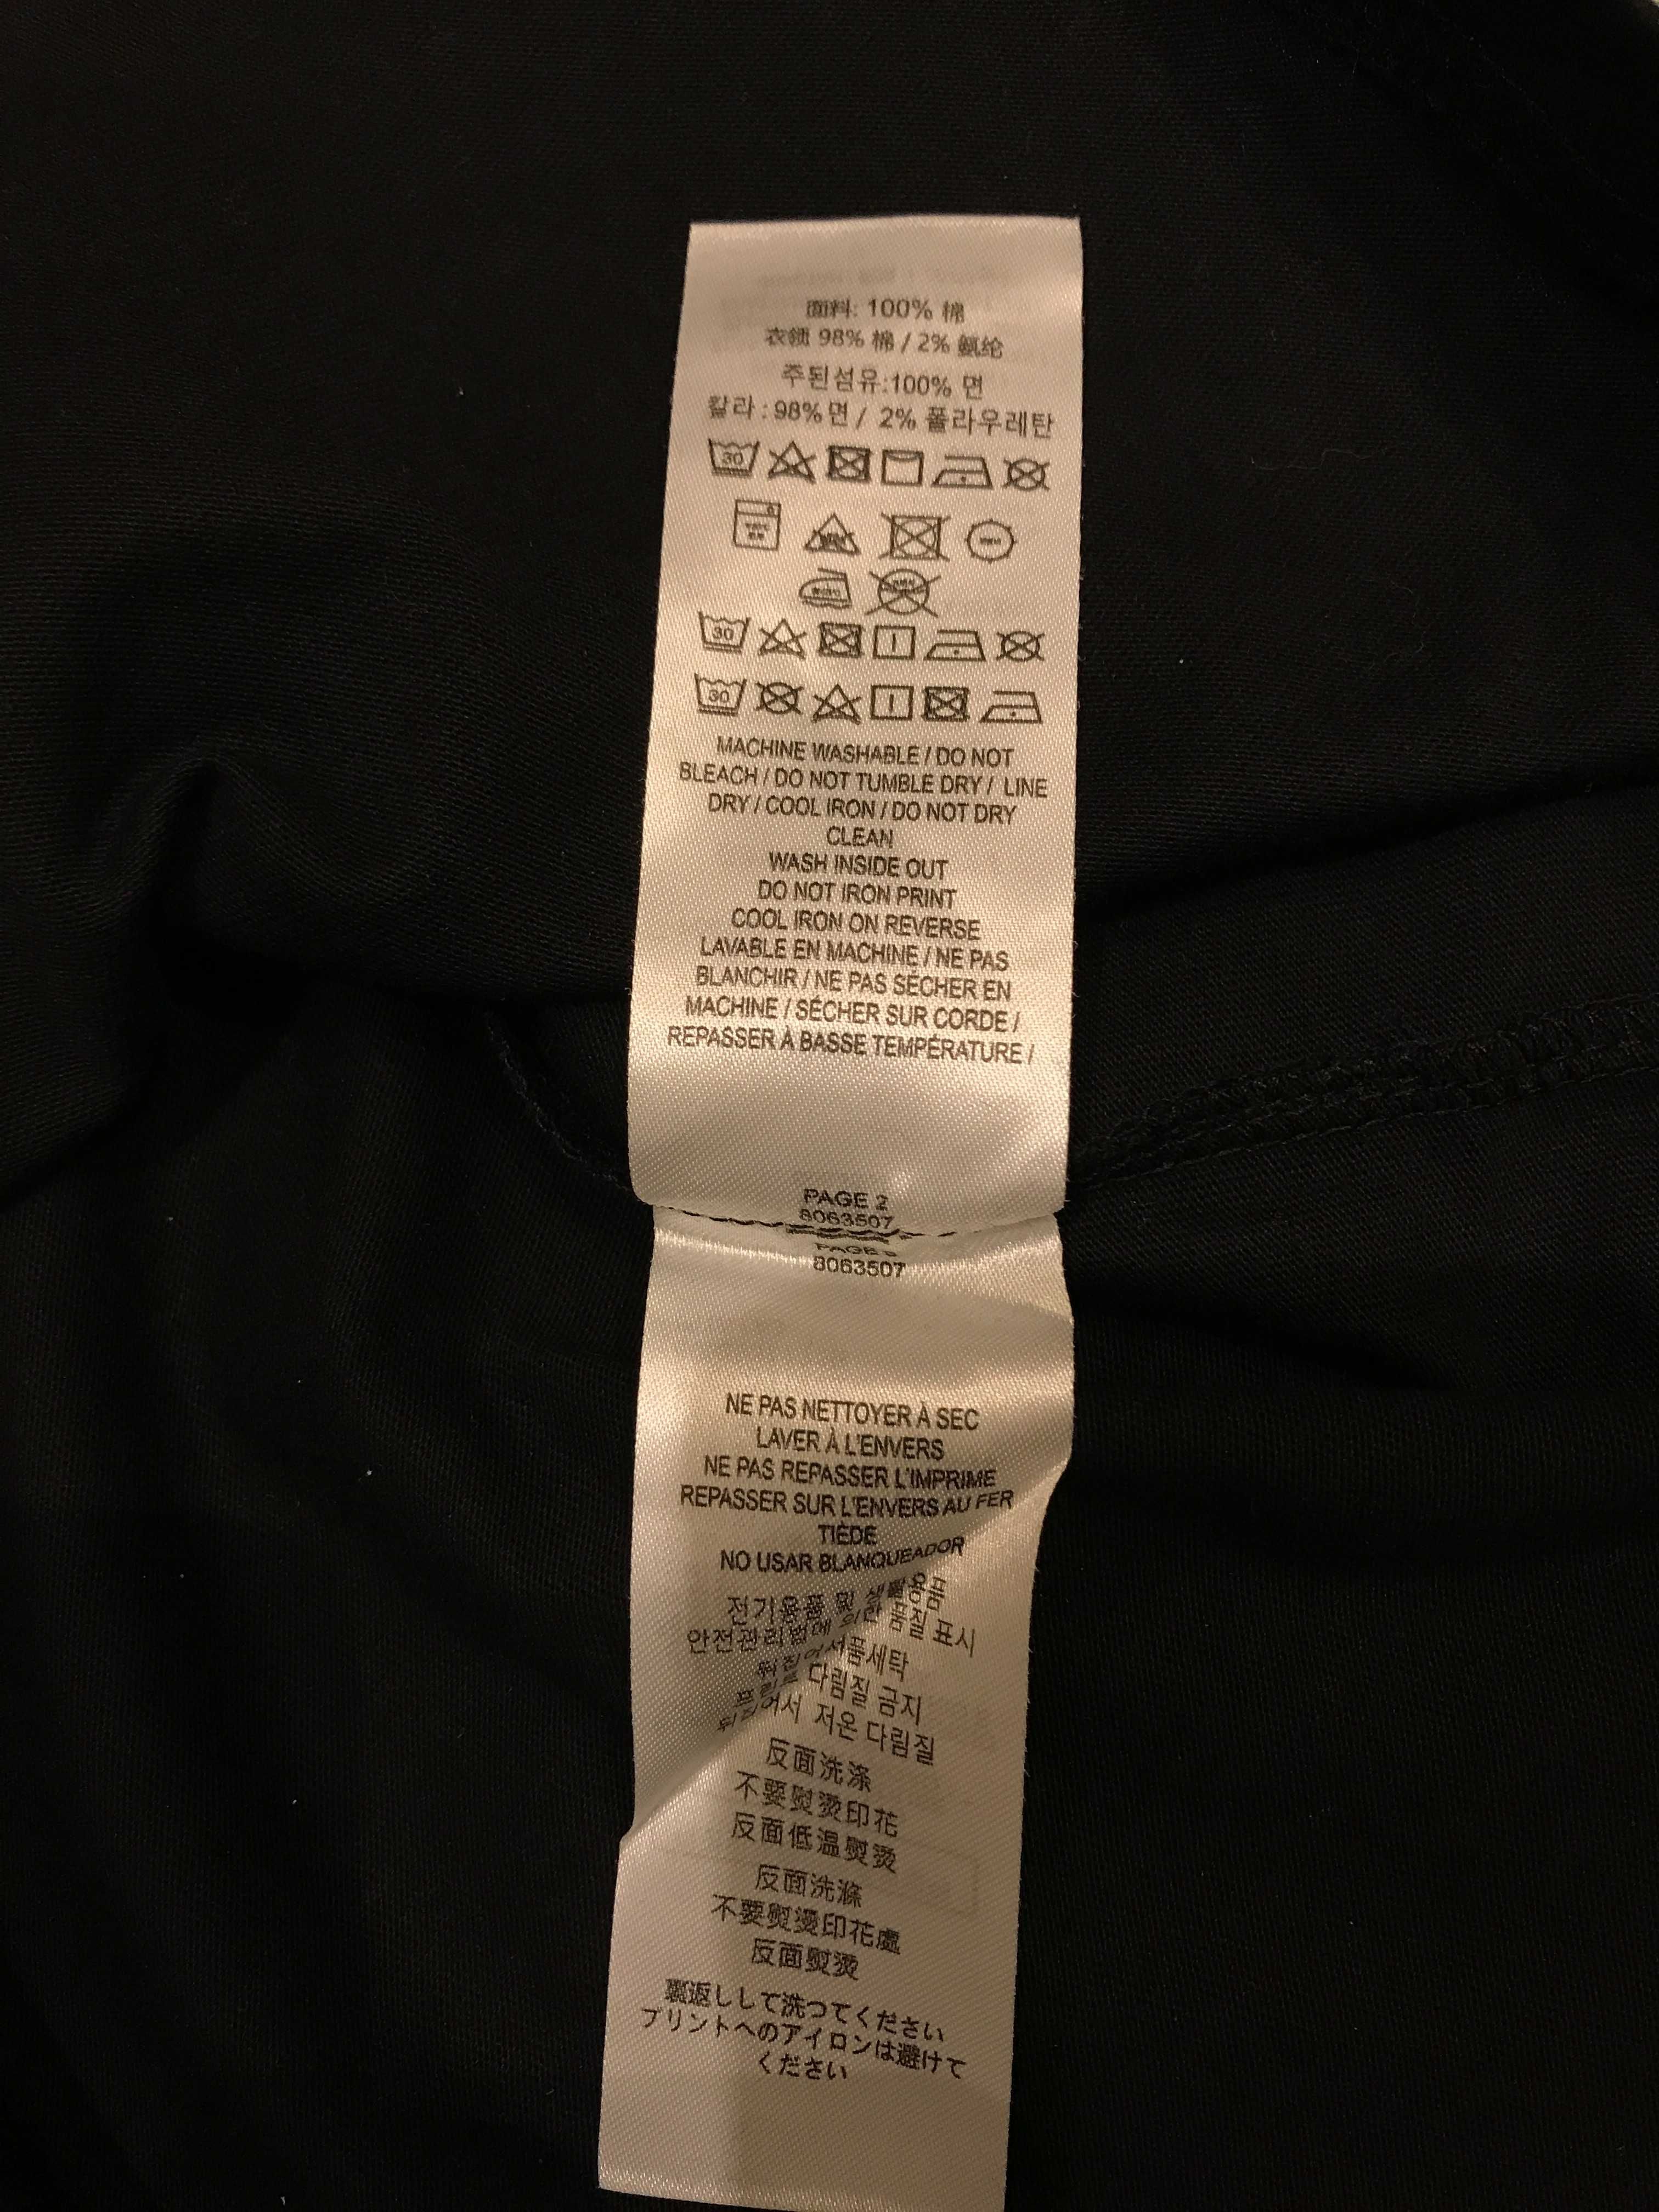 面料: 100% 棉
衣领 98% 棉 / 2% 氨纶
주된섬유:100% 면
칼라 : 98% 면 / 2% 폴라우레탄
30
30
30
MACHINE WASHABLE / DO NOT
BLEACH / DO NOT TUMBLE DRY / LINE
DRY / COOL IRON / DO NOT DRY
CLEAN
WASH INSIDE OUT
DO NOT IRON PRINT
COOL IRON ON REVERSE
LAVABLE EN MACHINE / NE PAS
BLANCHIR / NE PAS SÉCHER EN
MACHINE / SÉCHER SUR CORDE /
REPASSER À BASSE TEMPÉRATURE /
PAGE 2
8063507
PAGE
8063507
NE PAS NETTOYER À SEC
LAVER À L'ENVERS
NE PAS REPASSER L'IMPRIME
REPASSER SUR L'ENVERS AU FER
TIÈDE
NO USAR BLANQUEADOR
전기용품 및 생활용품
안전관리법에 의한 품질 표시
프린트 다림질 금지
뒤집어서 저온 다림질
反面洗涤
不要熨烫印花
反面低温熨烫
反面洗滌
不要熨燙印花處
反面熨燙
裏返しして洗つてください
プリントへのアイロンは避けて
ください